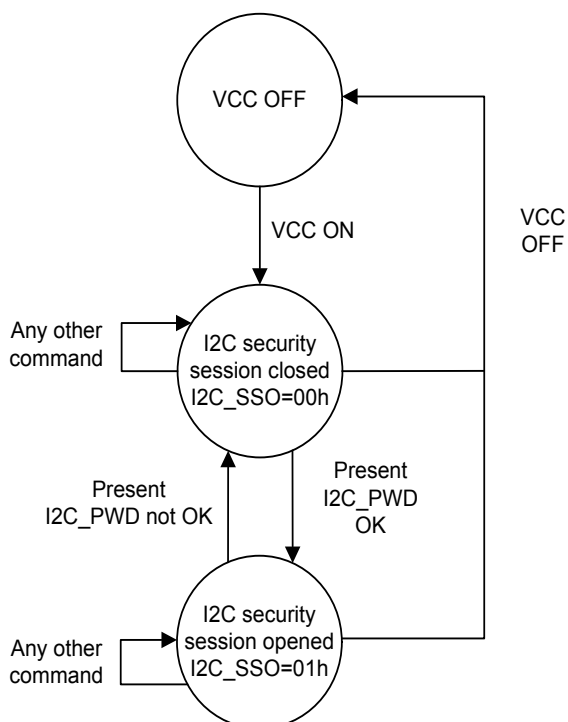 VCC OFF
VCC ON
VCC
OFF
Any other
command
I2C security
session closed
I2C_SSO=00h
Present
I2C_PWD not OK
Present
I2C_PWD
OK
I2C security
session opened
I2C_SSO=01h
Any other
command